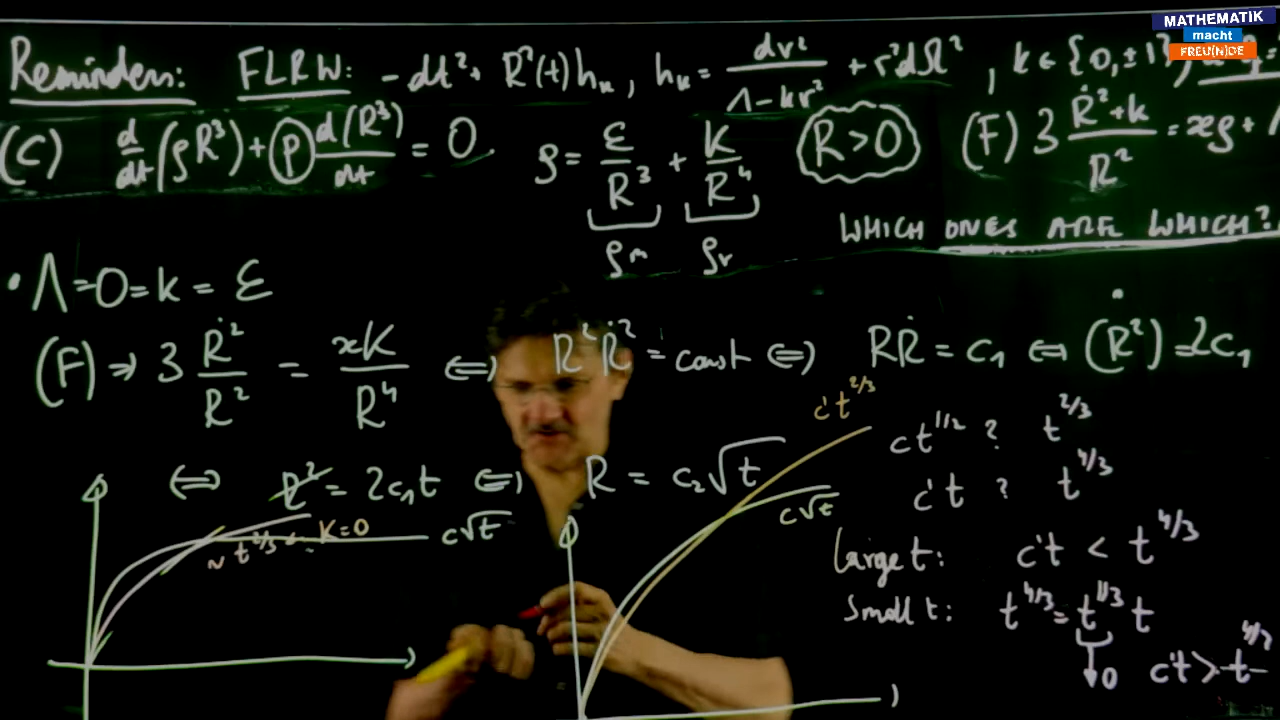 MATHEMATIK
macht
FREU(N)DE
Reminders: FLRW: -dt²+ R²(t)hₖ, hₖ= dr²/(1-kr²) + r²dΩ², k∈{0,±1},
(C) d/dt(ρR³)+ p d(R³)/dt = 0 ρ= ε/R³ + K/R⁴ R>0 (F) 3 (Ṙ²+k)/R² = ϰρ+Λ
ρm ρr
WHICH ONES ARE WHICH?
• Λ=0=k= ε
(F)⇒ 3 Ṙ²/R² = ϰK/R⁴ ⇔ R²Ṙ²= const ⇔ RṘ = c₁ ⇔ (R²)˙=2c₁
⇔ R²= 2c₁t ⇔ R = c₂√t
c't^2/3
ct^1/2 ? t^2/3
c't ? t^4/3
c√t
~ t^2/3 K=0
c√t
Large t: c't < t^4/3
Small t: t^4/3= t^1/3 t
↓0 c't > t^4/3